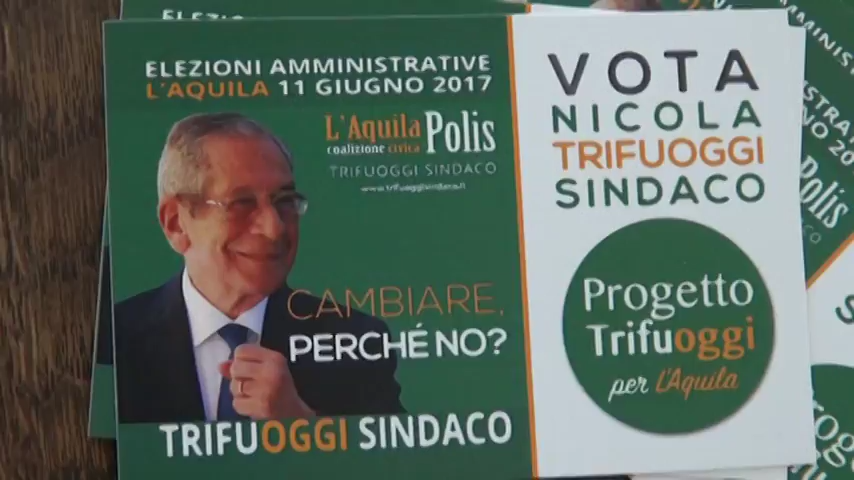 ELEZIONI AMMINISTRATIVE
L'AQUILA 11 GIUGNO 2017
L'Aquila Polis
coalizione civica
TRIFUOGGI SINDACO
www.trifuoggisindaco.it
CAMBIARE,
PERCHÉ NO?
TRIFUOGGI SINDACO
VOTA
NICOLA
TRIFUOGGI
SINDACO
Progetto
Trifuoggi
per L'Aquila